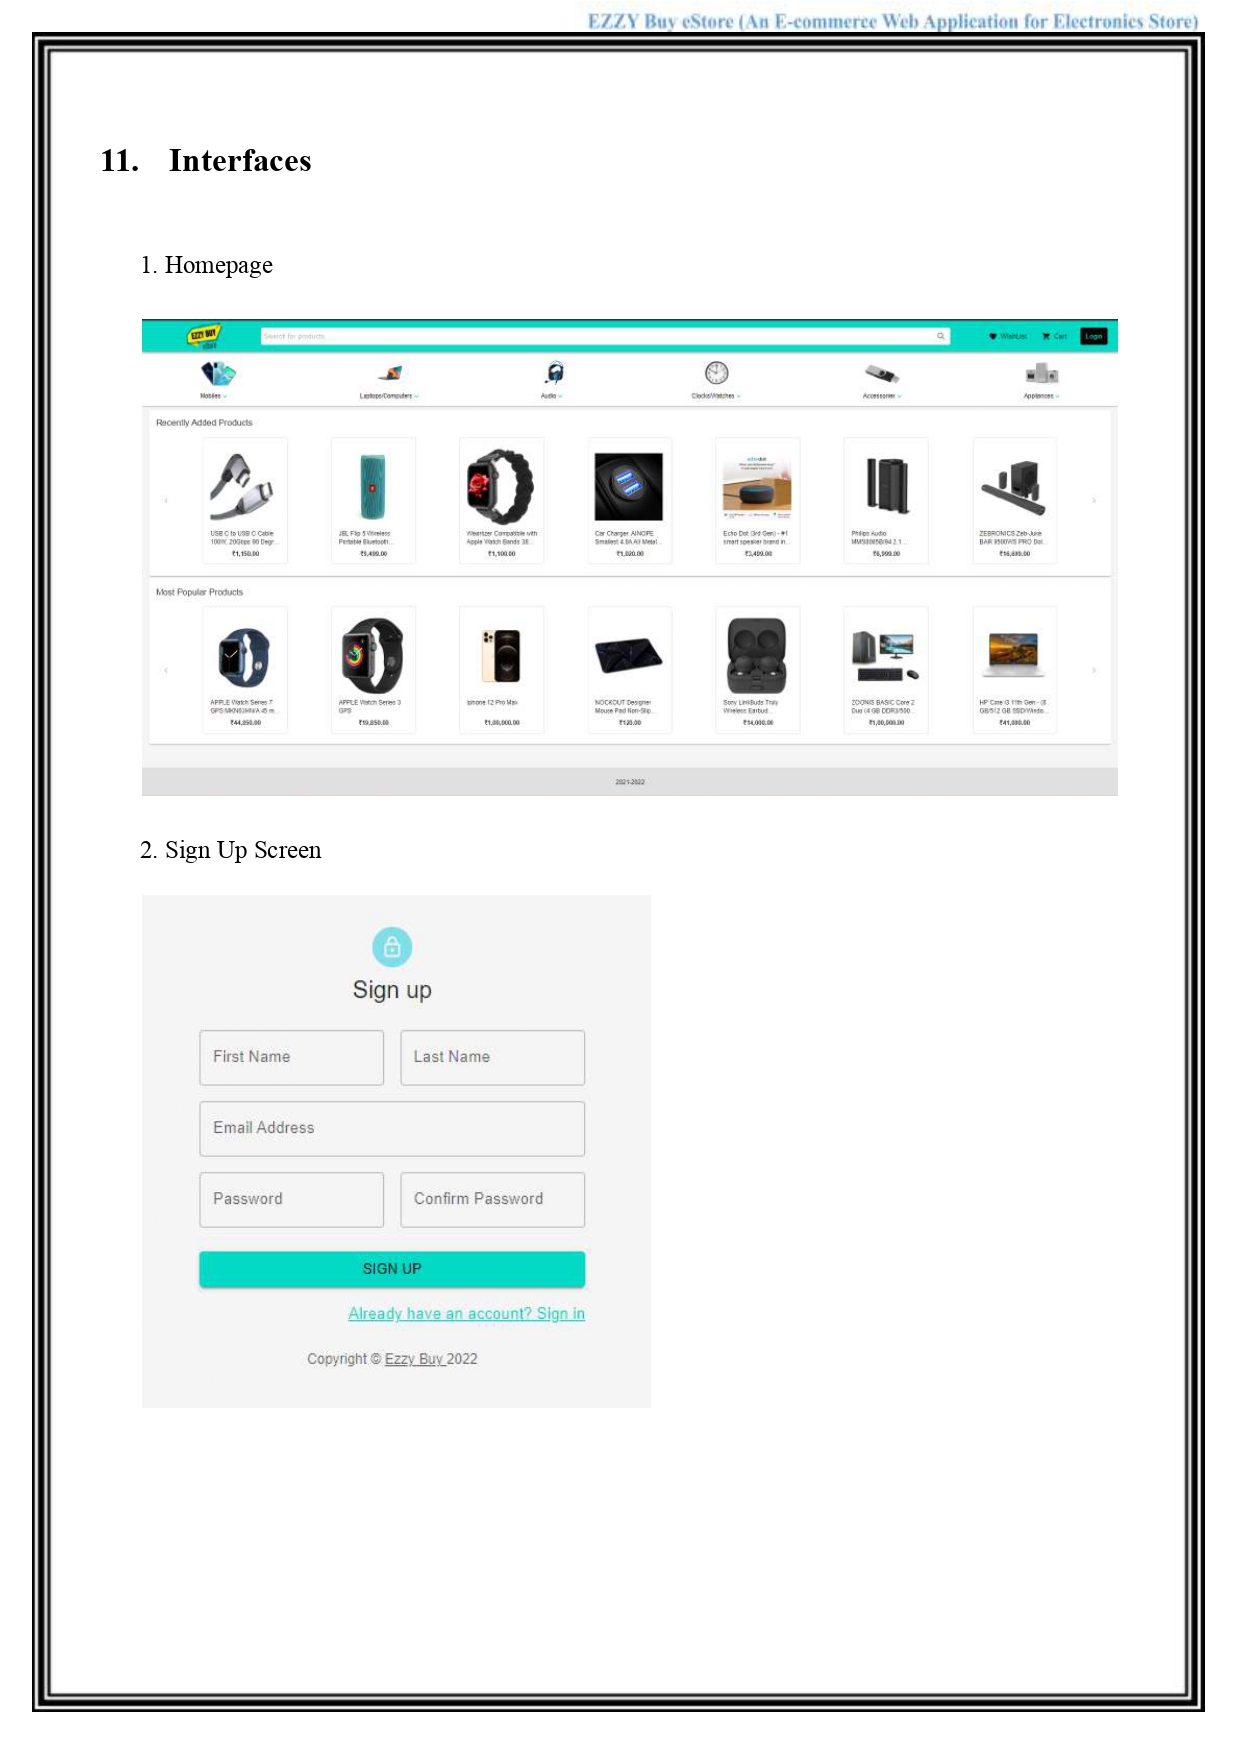 EZZY Buy eStore (An E-commerce Web Application for Electronics Store)
11. Interfaces
1. Homepage
EZZY BUY
eStore
Search for products
WishList
Cart
Login
Mobiles
Laptops/Computers
Audio
Clocks/Watches
Accessories
Appliances
Recently Added Products
USB C to USB C Cable
100W, 20Gbps 90 Degr...
₹1,150.00
JBL Flip 5 Wireless
Portable Bluetooth...
₹9,499.00
Wearlizer Compatible with
Apple Watch Bands 38...
₹1,100.00
Car Charger, AINOPE
Smallest 4.8A All Metal...
₹1,020.00
Echo Dot (3rd Gen) - #1
smart speaker brand in...
₹3,499.00
Philips Audio
2.1...
₹6,999.00
ZEBRONICS Zeb-Juke
BAR 9500WS PRO Dol...
Most Popular Products
APPLE Watch Series 7
GPS 45 m...
₹44,850.00
APPLE Watch Series 3
GPS
₹19,850.00
Iphone 12 Pro Max
₹1,00,000.00
NOCKOUT Designer
Mouse Pad Non-Slip...
₹120.00
Sony LinkBuds Truly
Wireless Earbud...
₹14,000.00
ZOONIS BASIC Core 2
Duo (4 GB DDR3/500...
₹1,00,000.00
HP Core i3 11th Gen - (8
GB/512 GB SSD/Windo...
₹41,000.00
2021-2022
2. Sign Up Screen
Sign up
First Name
Last Name
Email Address
Password
Confirm Password
SIGN UP
Already have an account? Sign in
Copyright © Ezzy Buy 2022